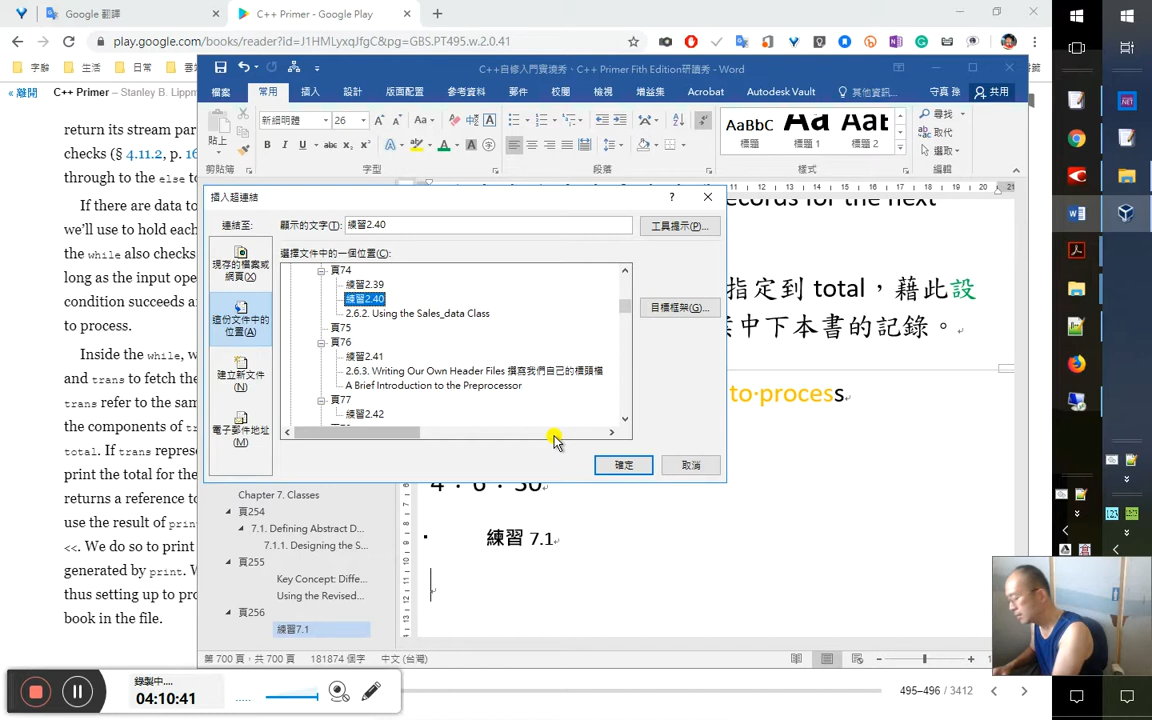 Google 翻譯
C++ Primer - Google Play
play.google.com/books/reader?id=J1HMLyxqJfgC&pg=GBS.PT495.w.2.0.41
字辭
生活
日常
« 離開
C++ Primer
return its stream par
checks (§ 4.11.2, p. 16
through to the else to
If there are data to
we'll use to hold each
the while also checks
long as the input ope
condition succeeds a
Inside the while, w
and trans to fetch the
trans refer to the sam
the components of t
total. If trans repres
print the total for the
returns a reference to
use the result of prin
<<. We do so to print
generated by print. W
thus setting up to pro
book in the file.
C++自修入門實境秀、C++ Primer Fith Edition研讀秀 - Word
檔案
常用
插入
設計
版面配置
參考資料
郵件
校閱
檢視
增益集
Acrobat
Autodesk Vault
其他資訊...
守真 孫
共用
貼上
新細明體
26
AaBbC
標題
AaB
標題 1
AaB
標題 2
尋找
取代
選取
剪貼簿
字型
段落
樣式
編輯
插入超連結
連結至:
顯示的文字(T):
練習2.40
工具提示(P)...
選擇文件中的一個位置(C):
現存的檔案或
網頁(X)
這份文件中的
位置(A)
建立新文件
(N)
電子郵件地址
(M)
頁74
練習2.39
練習2.40
2.6.2. Using the Sales_data Class
頁75
頁76
練習2.41
2.6.3. Writing Our Own Header Files 撰寫我們自己的標頭檔
A Brief Introduction to the Preprocessor
頁77
練習2.42
目標框架(G)...
確定
取消
ecords for the next
指定到 total，藉此設
中下本書的記錄。
to·process
4：6：30
練習 7.1
Chapter 7. Classes
頁254
7.1. Defining Abstract D...
7.1.1. Designing the S...
頁255
Key Concept: Diffe...
Using the Revised...
頁256
練習7.1
第 700 頁，共 700 頁
181874 個字
中文 (台灣)
錄製中...
04:10:41
495–496 / 3412